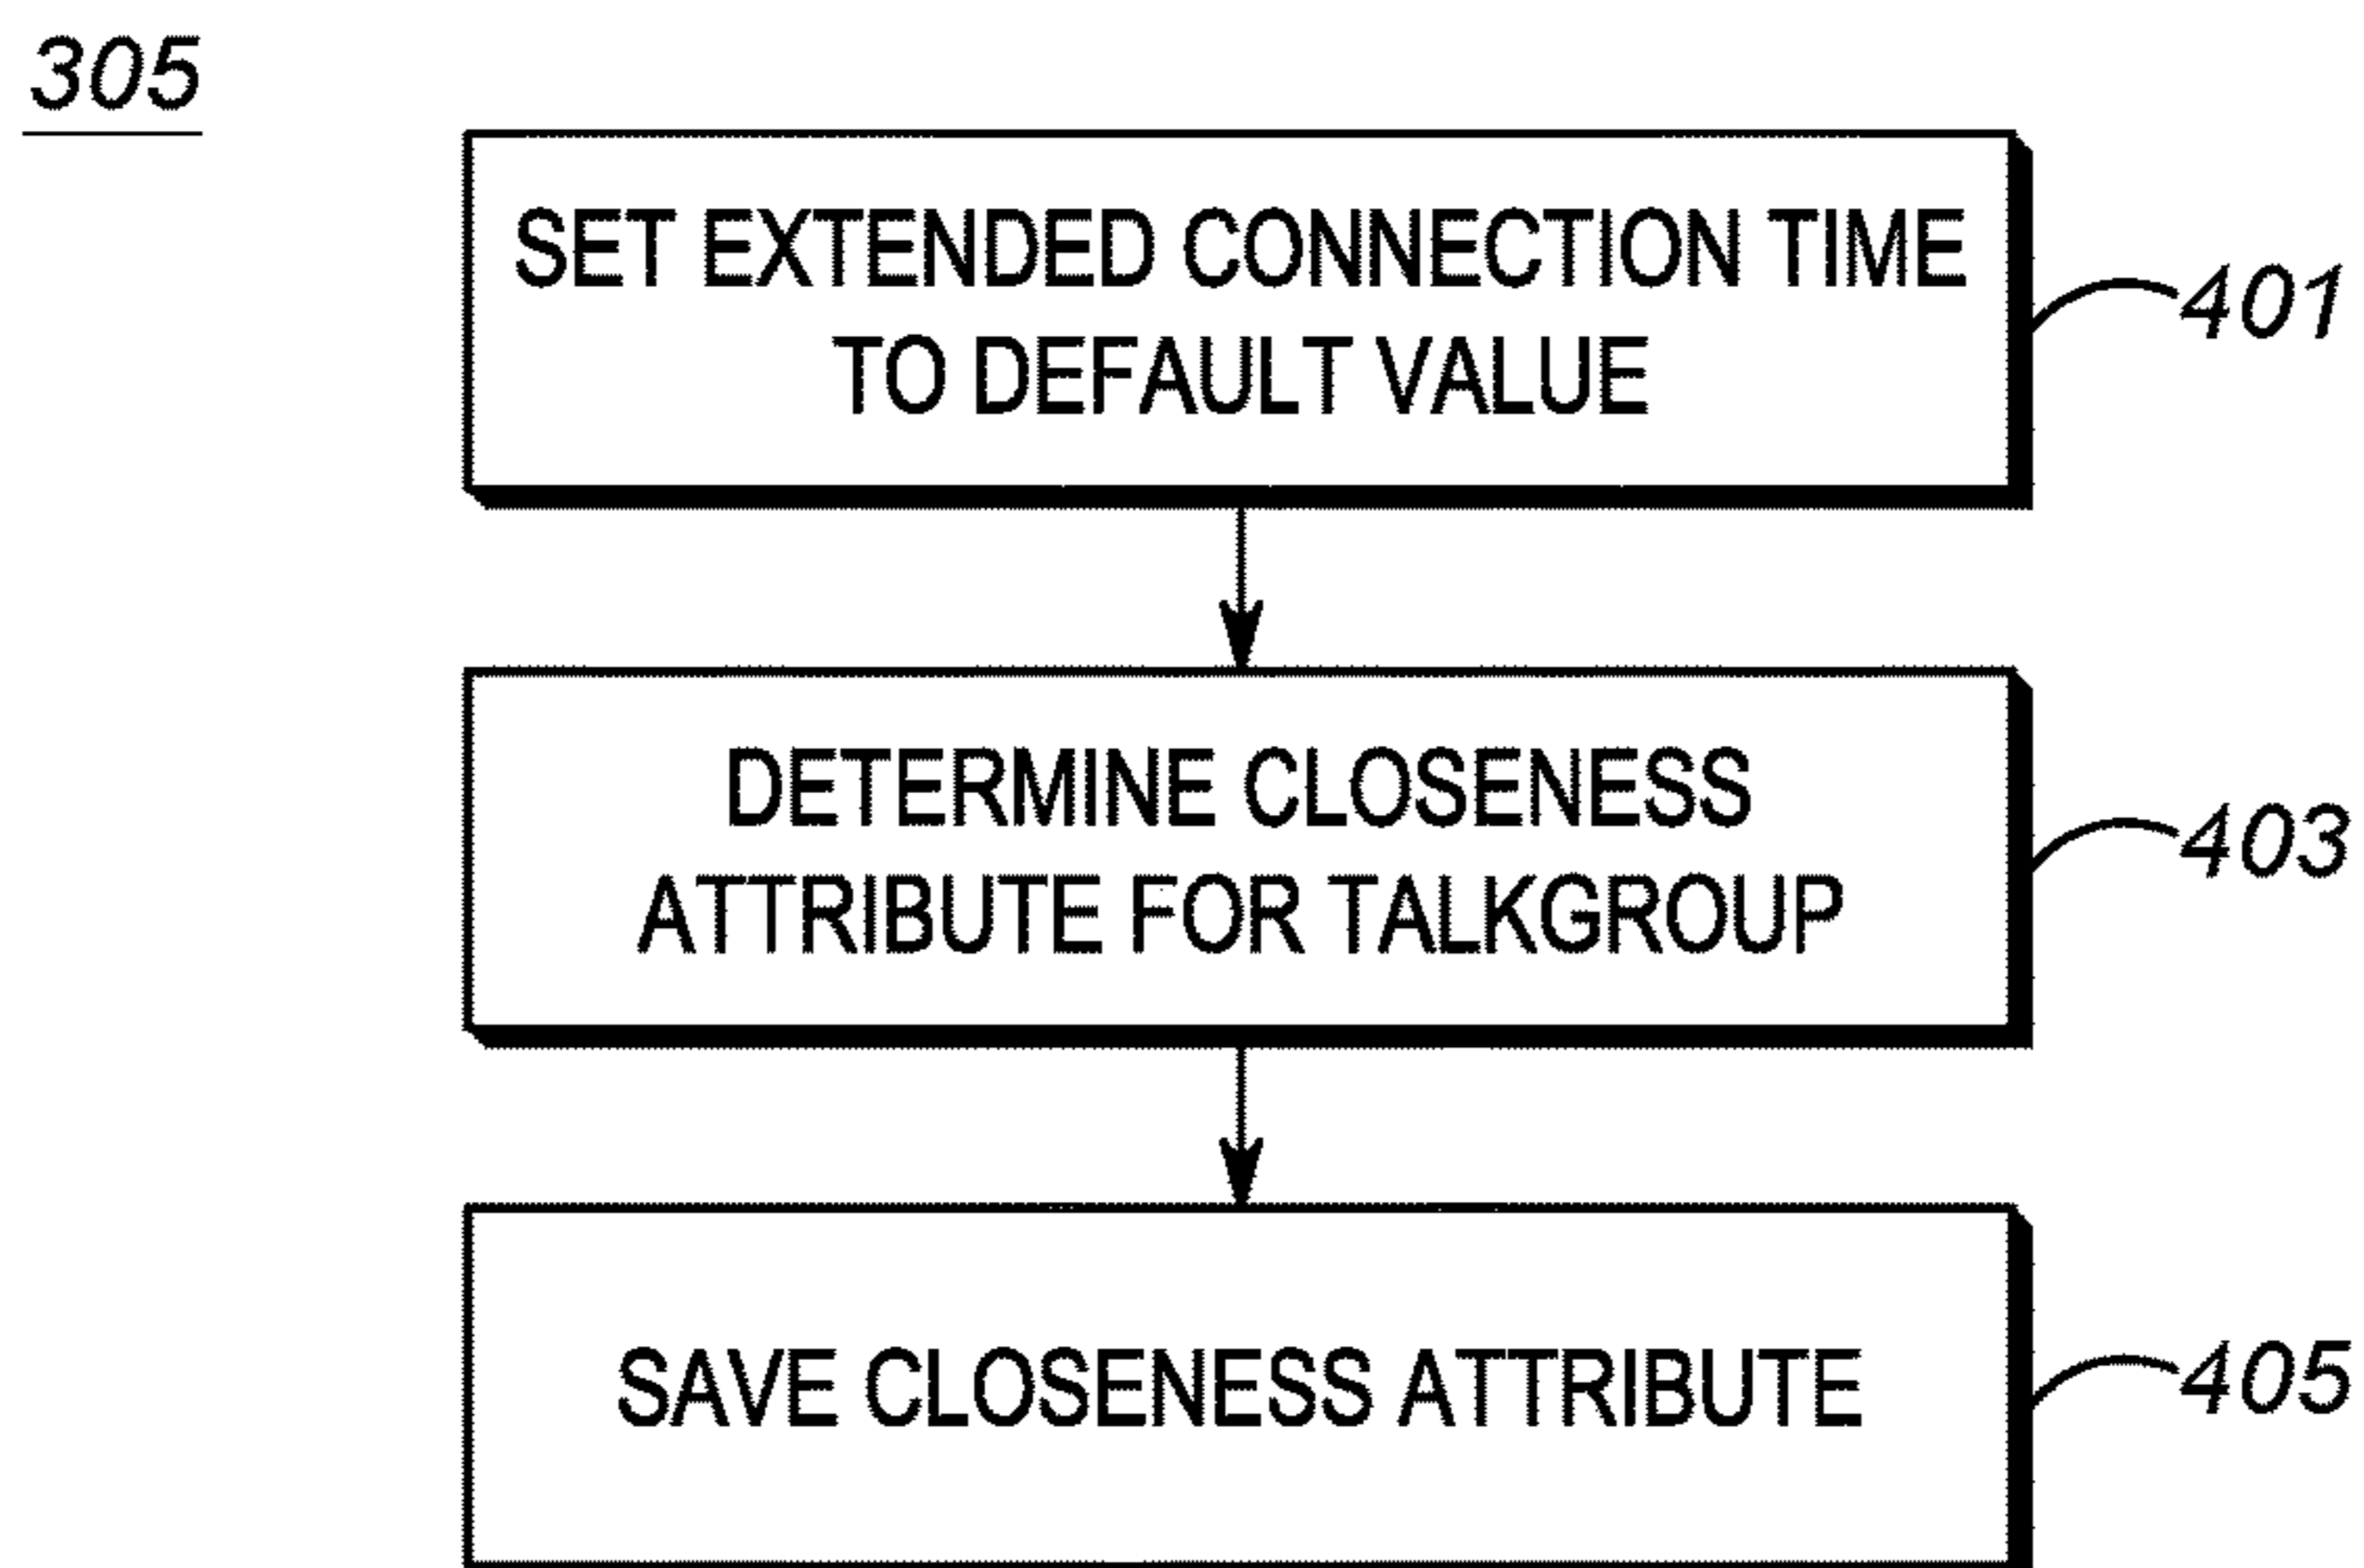 305
SET EXTENDED CONNECTION TIME
TO DEFAULT VALUE
401
DETERMINE CLOSENESS
ATTRIBUTE FOR TALKGROUP
403
SAVE CLOSENESS ATTRIBUTE
405